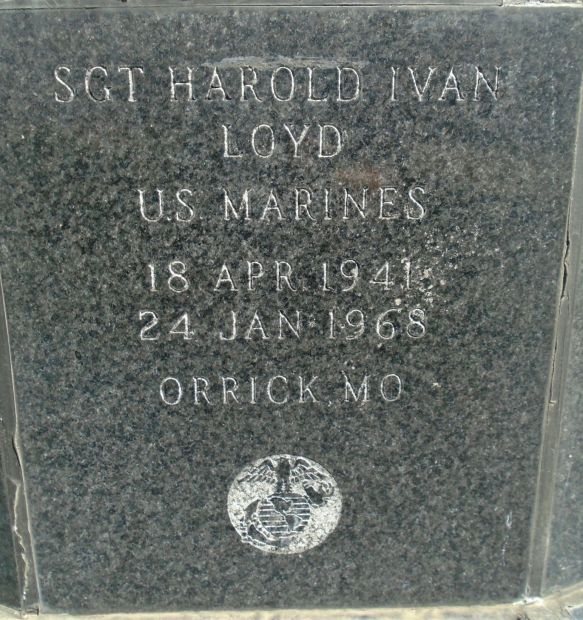 SGT HAROLD IVAN
LOYD
U.S. MARINES
18 APR 1941
24 JAN 1968
ORRICK, MO